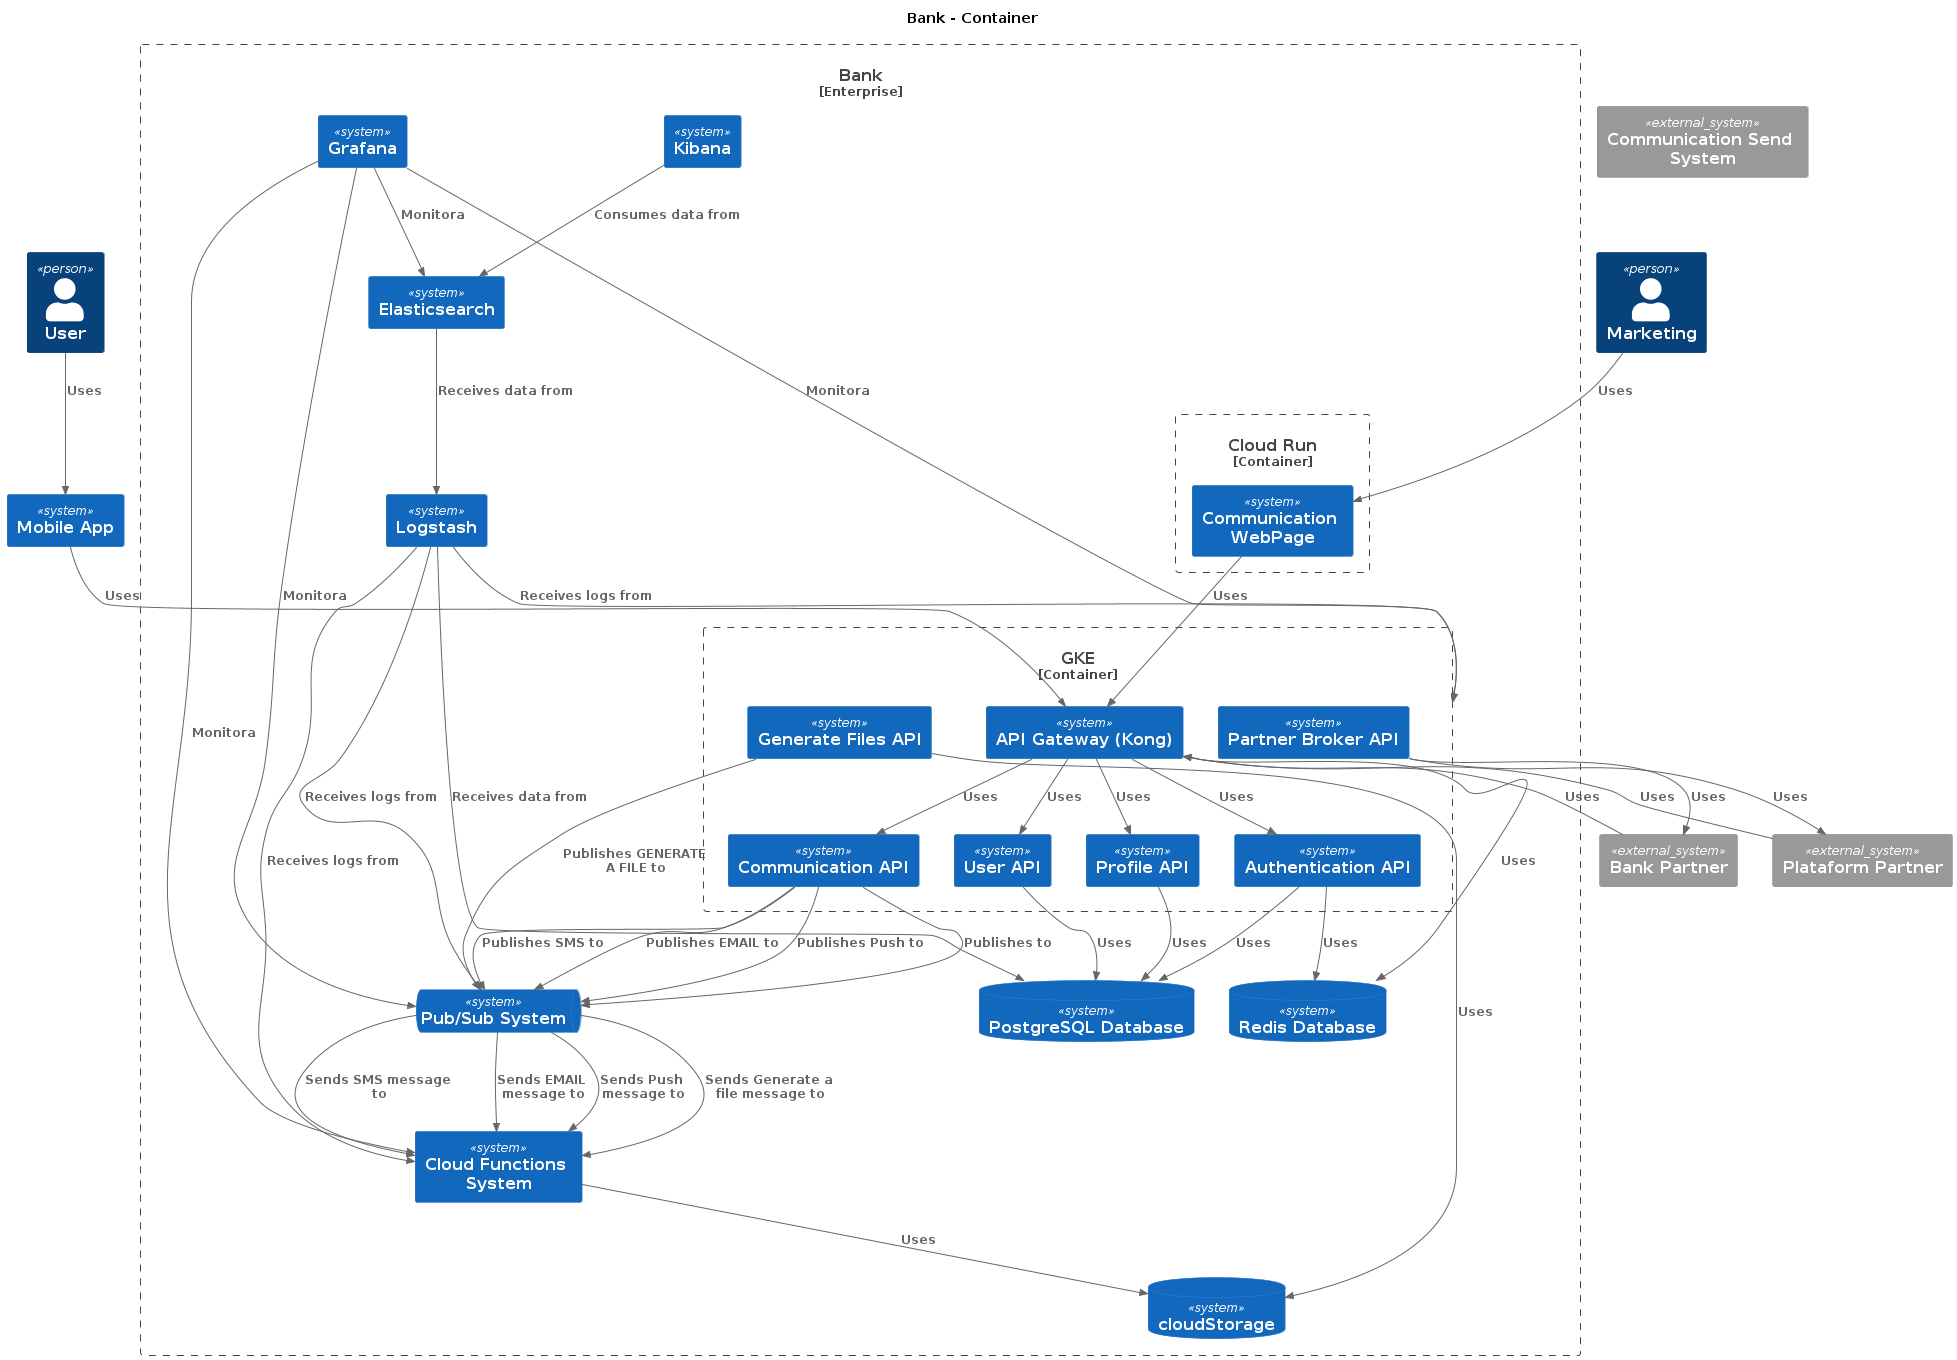 Bank - Container
Bank
[Enterprise]
«system»
Grafana
«system»
Kibana
«external_system»
Communication Send
System
Monitora
Consumes data from
«person»
User
«system»
Elasticsearch
«person»
Marketing
Uses
Receives data from
Monitora
Uses
Cloud Run
[Container]
«system»
Mobile App
«system»
Logstash
«system»
Communication
WebPage
Uses
Monitora
Receives logs from
Uses
GKE
[Container]
Monitora
«system»
Generate Files API
«system»
API Gateway (Kong)
«system»
Partner Broker API
Receives logs from
Receives data from
Uses
Uses
Uses
Uses
Uses
Uses
Uses
Uses
Receives logs from
Publishes GENERATE
A FILE to
«system»
Communication API
«system»
User API
«system»
Profile API
«system»
Authentication API
Uses
«external_system»
Bank Partner
«external_system»
Plataform Partner
Publishes SMS to
Publishes EMAIL to
Publishes Push to
Publishes to
Uses
Uses
Uses
Uses
«system»
Pub/Sub System
«system»
PostgreSQL Database
«system»
Redis Database
Uses
Sends SMS message
to
Sends EMAIL
message to
Sends Push
message to
Sends Generate a
file message to
«system»
Cloud Functions
System
Uses
«system»
cloudStorage